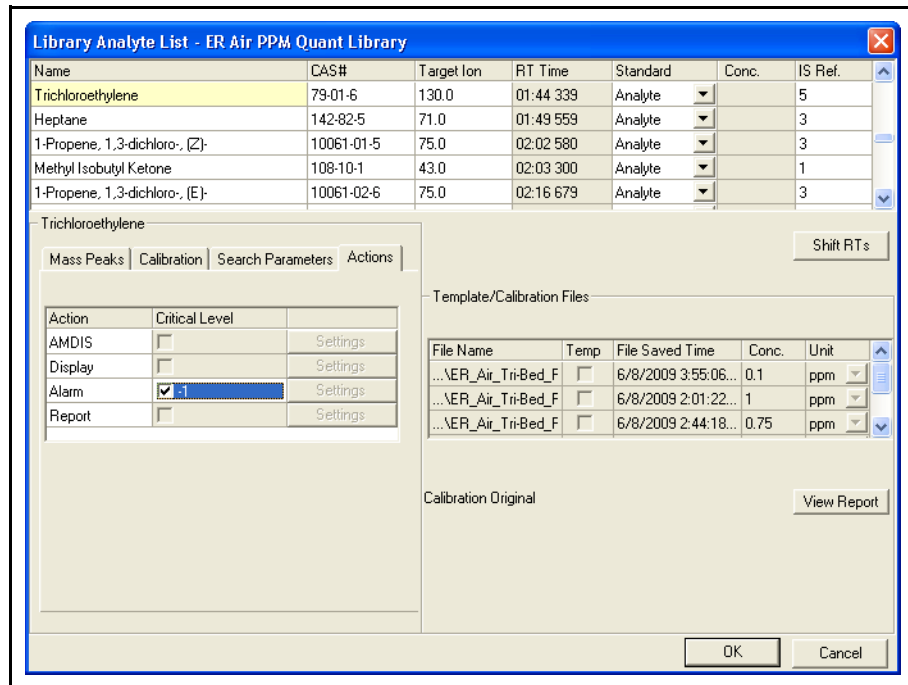 Library Analyte List - ER Air PPM Quant Library
Name CAS# Target Ion RT Time Standard Conc. IS Ref.
Trichloroethylene 79-01-6 130.0 01:44 339 Analyte 5
Heptane 142-82-5 71.0 01:49 559 Analyte 3
1-Propene, 1,3-dichloro-, (Z)- 10061-01-5 75.0 02:02 580 Analyte 3
Methyl Isobutyl Ketone 108-10-1 43.0 02:03 300 Analyte 1
1-Propene, 1,3-dichloro-, (E)- 10061-02-6 75.0 02:16 679 Analyte 3
Trichloroethylene
Mass Peaks Calibration Search Parameters Actions
Action Critical Level
AMDIS Settings
Display Settings
Alarm -1 Settings
Report Settings
Shift RTs
Template/Calibration Files
File Name Temp File Saved Time Conc. Unit
...\ER_Air_Tri-Bed_F 6/8/2009 3:55:06... 0.1 ppm
...\ER_Air_Tri-Bed_F 6/8/2009 2:01:22... 1 ppm
...\ER_Air_Tri-Bed_F 6/8/2009 2:44:18... 0.75 ppm
Calibration Original
View Report
OK Cancel